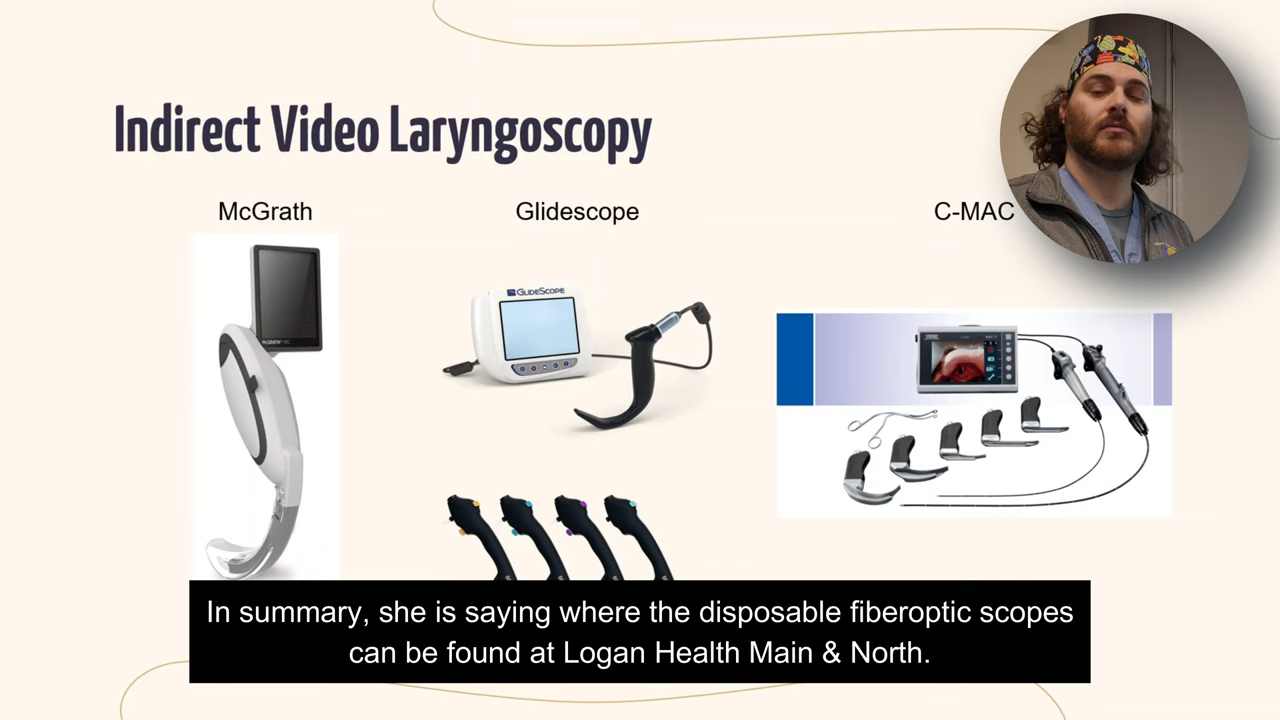 Indirect Video Laryngoscopy
McGrath
Glidescope
C-MAC
GLIDESCOPE
McGRATH
In summary, she is saying where the disposable fiberoptic scopes
can be found at Logan Health Main & North.